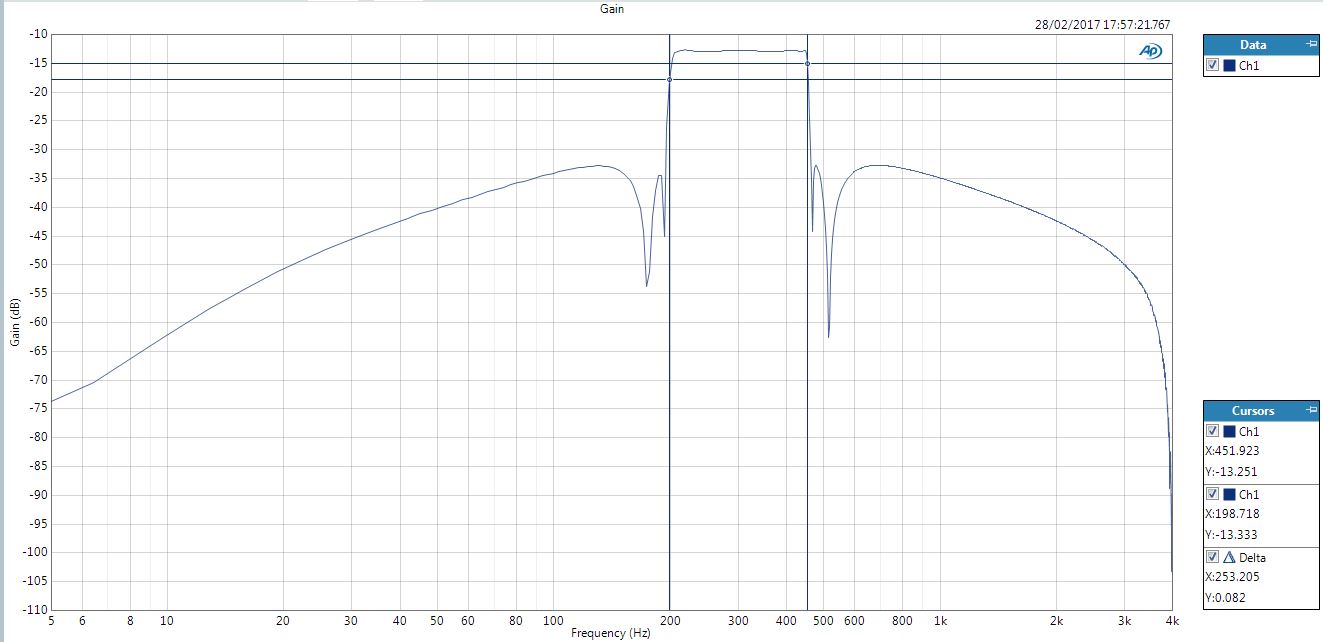 Gain
28/02/2017 17:57:21.767
-10
-15
-20
-25
-30
-35
-40
-45
-50
-55
-60
-65
-70
-75
-80
-85
-90
-95
-100
-105
-110
Gain (dB)
5 6 8 10 20 30 40 50 60 80 100 200 300 400 500 600 800 1k 2k 3k 4k
Frequency (Hz)
AP
Data
Ch1
Cursors
Ch1
X:451.923
Y:-13.251
Ch1
X:198.718
Y:-13.333
Delta
X:253.205
Y:0.082